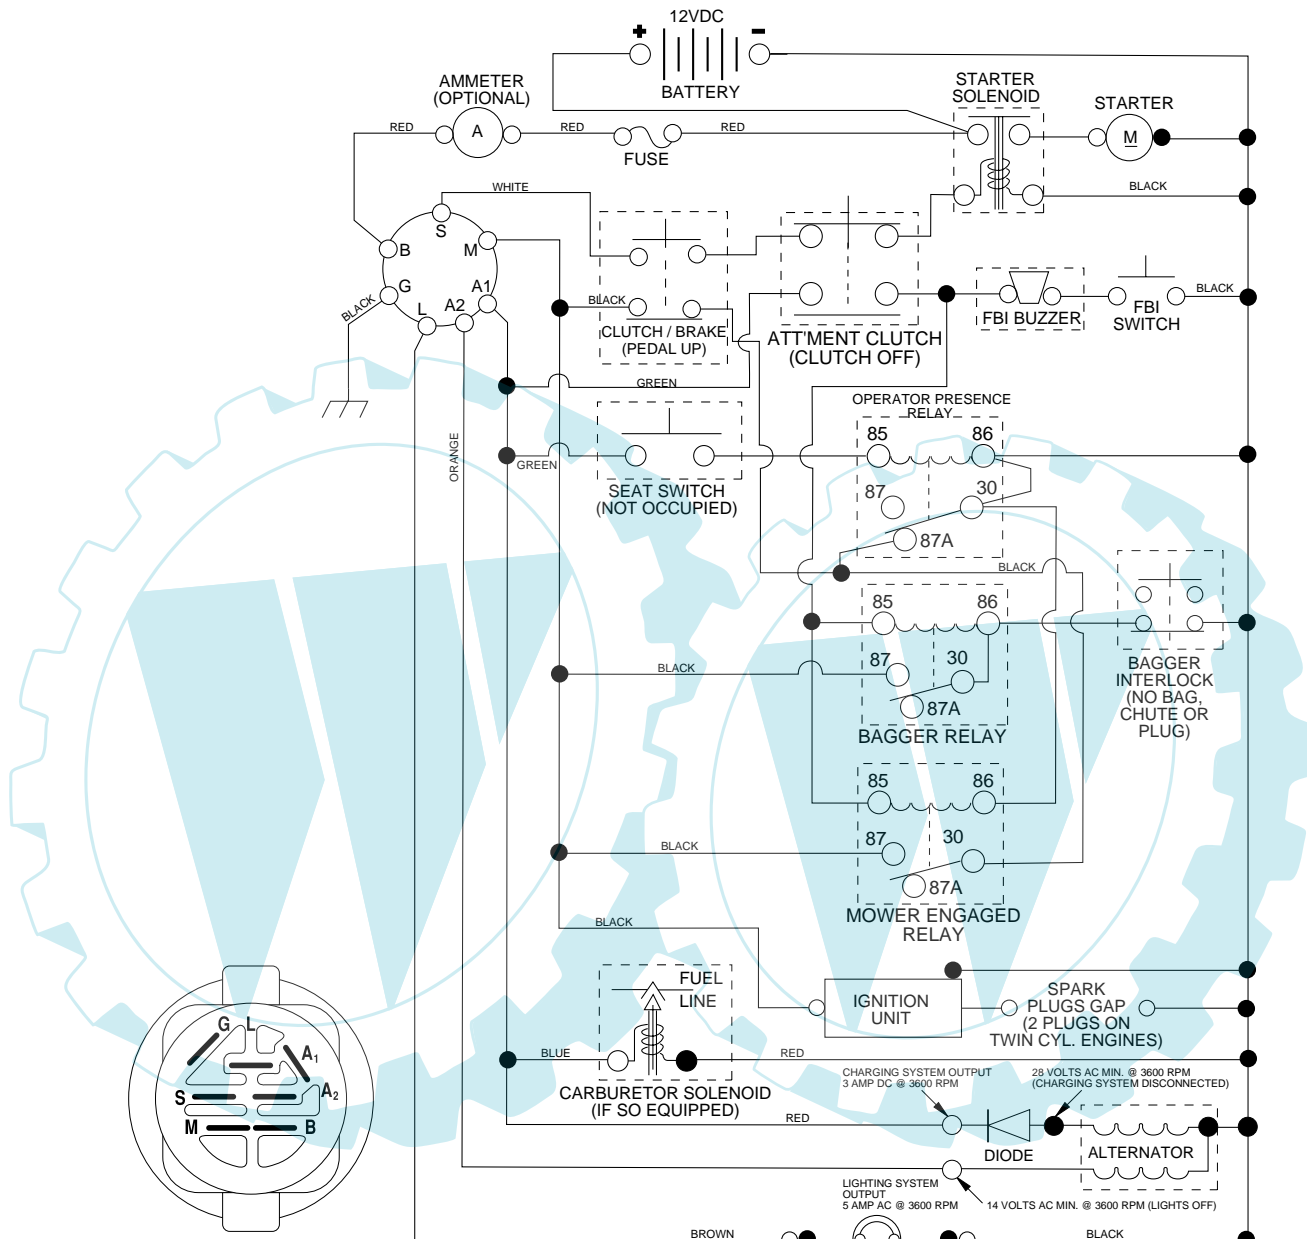 12VDC
+
-
BATTERY
AMMETER
(OPTIONAL)
STARTER
SOLENOID
STARTER
RED
A
RED
RED
FUSE
M
WHITE
BLACK
S
B
M
G
A1
A2
L
BLACK
BLACK
CLUTCH / BRAKE
(PEDAL UP)
ATT'MENT CLUTCH
(CLUTCH OFF)
FBI BUZZER
FBI
SWITCH
BLACK
GREEN
OPERATOR PRESENCE
RELAY
85
86
ORANGE
GREEN
SEAT SWITCH
(NOT OCCUPIED)
87
30
87A
BLACK
85
86
BLACK
87
30
87A
BAGGER RELAY
BAGGER
INTERLOCK
(NO BAG,
CHUTE OR
PLUG)
85
86
BLACK
87
30
87A
MOWER ENGAGED
RELAY
BLACK
FUEL
LINE
IGNITION
UNIT
SPARK
PLUGS GAP
(2 PLUGS ON
TWIN CYL. ENGINES)
BLUE
RED
CARBURETOR SOLENOID
(IF SO EQUIPPED)
CHARGING SYSTEM OUTPUT
3 AMP DC @ 3600 RPM
28 VOLTS AC MIN. @ 3600 RPM
(CHARGING SYSTEM DISCONNECTED)
RED
DIODE
ALTERNATOR
LIGHTING SYSTEM
OUTPUT
5 AMP AC @ 3600 RPM
14 VOLTS AC MIN. @ 3600 RPM (LIGHTS OFF)
G L
A1
S
A2
M
B
BROWN
BLACK